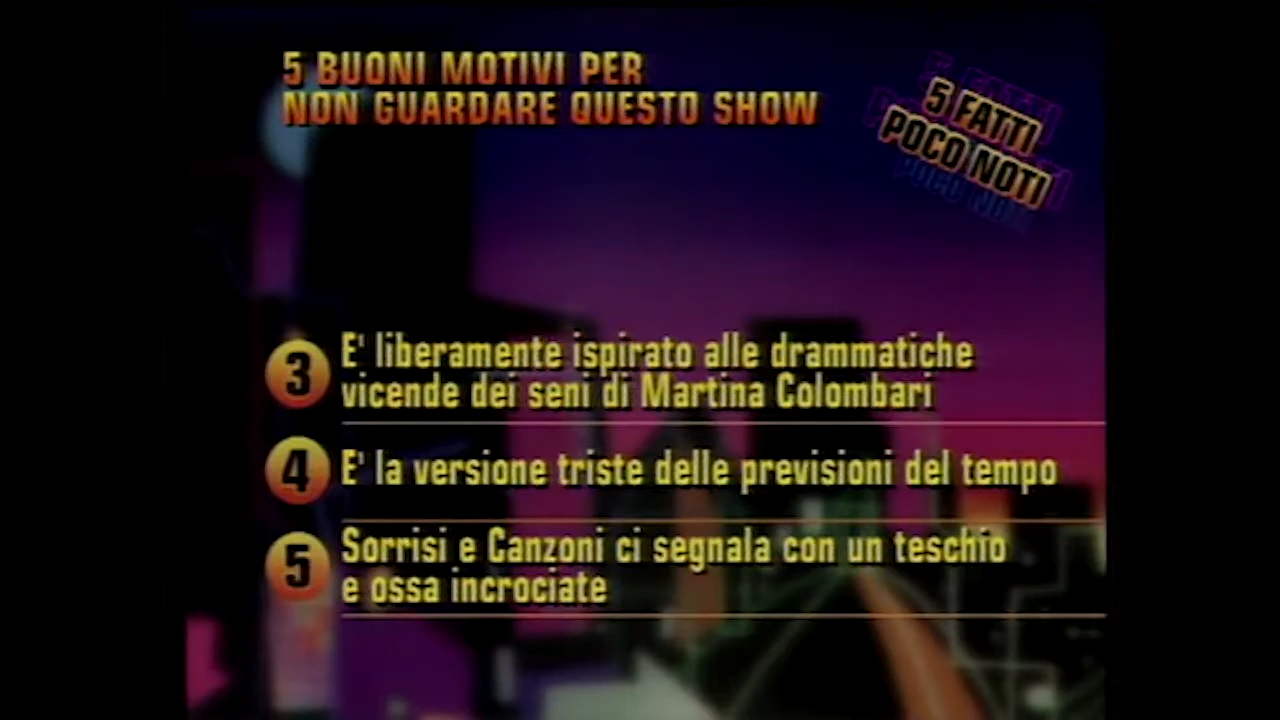 5 BUONI MOTIVI PER
NON GUARDARE QUESTO SHOW
5 FATTI
POCO NOTI
3 E' liberamente ispirato alle drammatiche
vicende dei seni di Martina Colombari
4 E' la versione triste delle previsioni del tempo
5 Sorrisi e Canzoni ci segnala con un teschio
e ossa incrociate